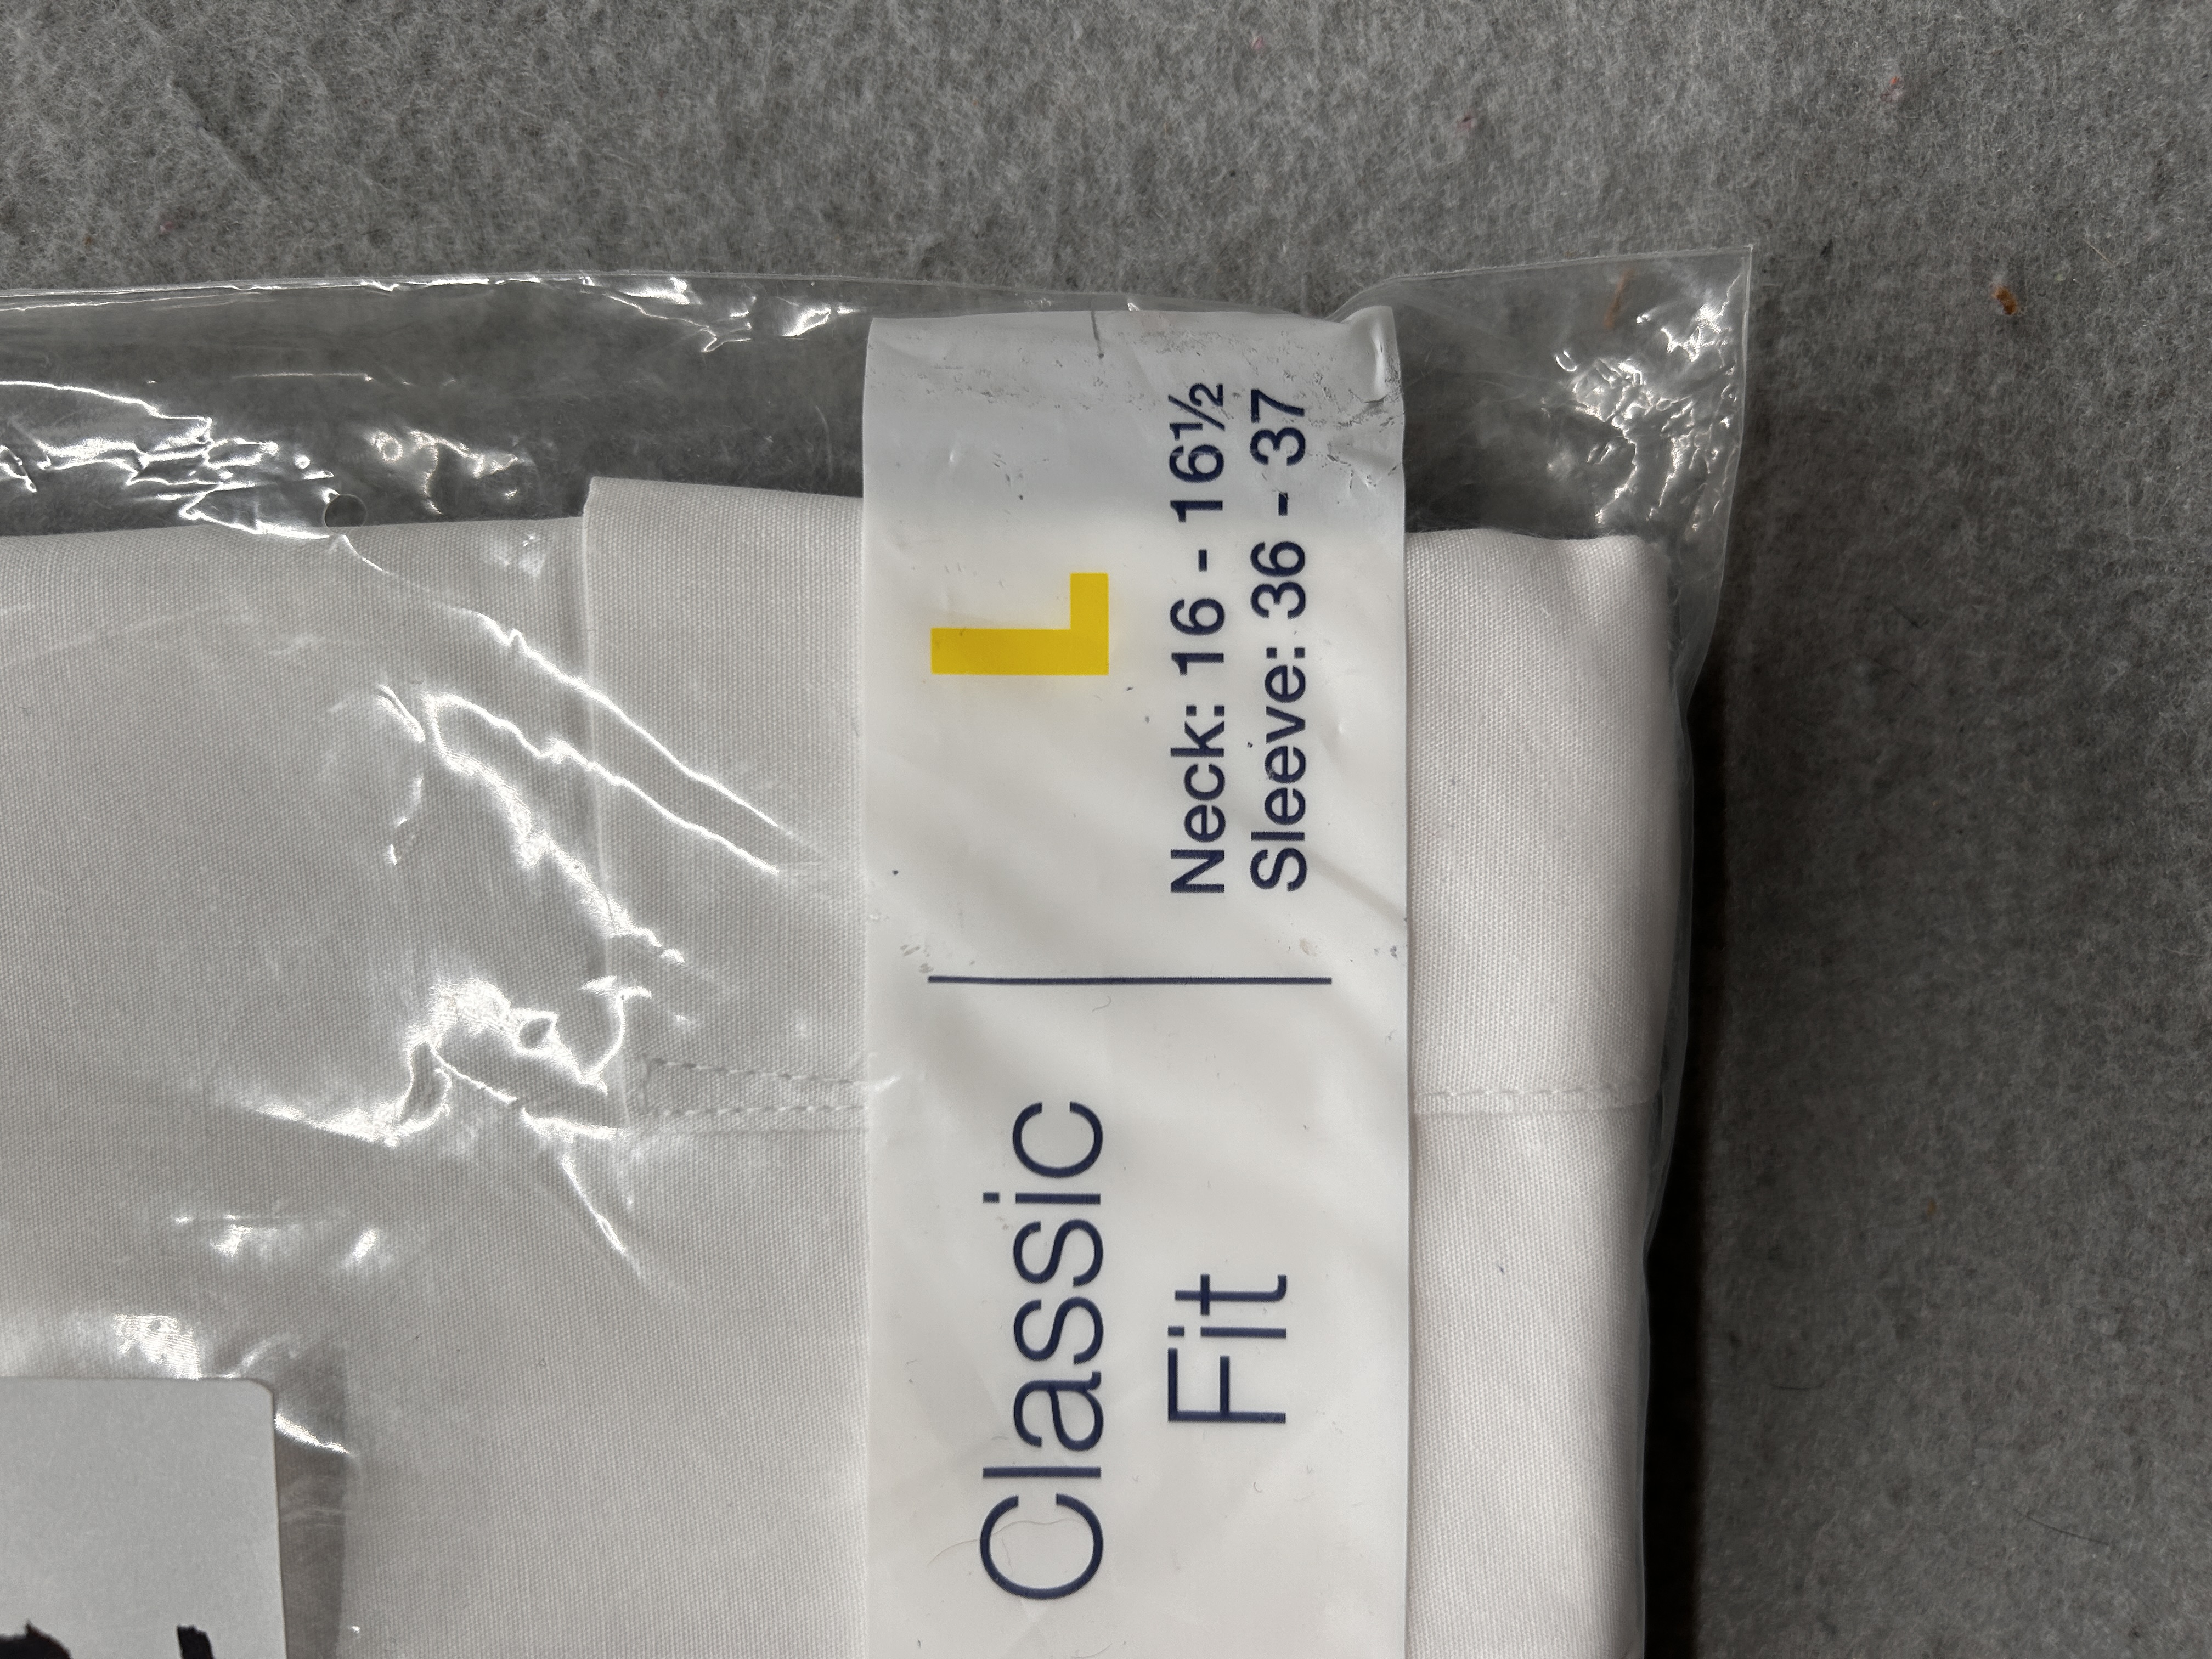 Classic
Fit
L
Neck: 16 - 16½
Sleeve: 36 - 37